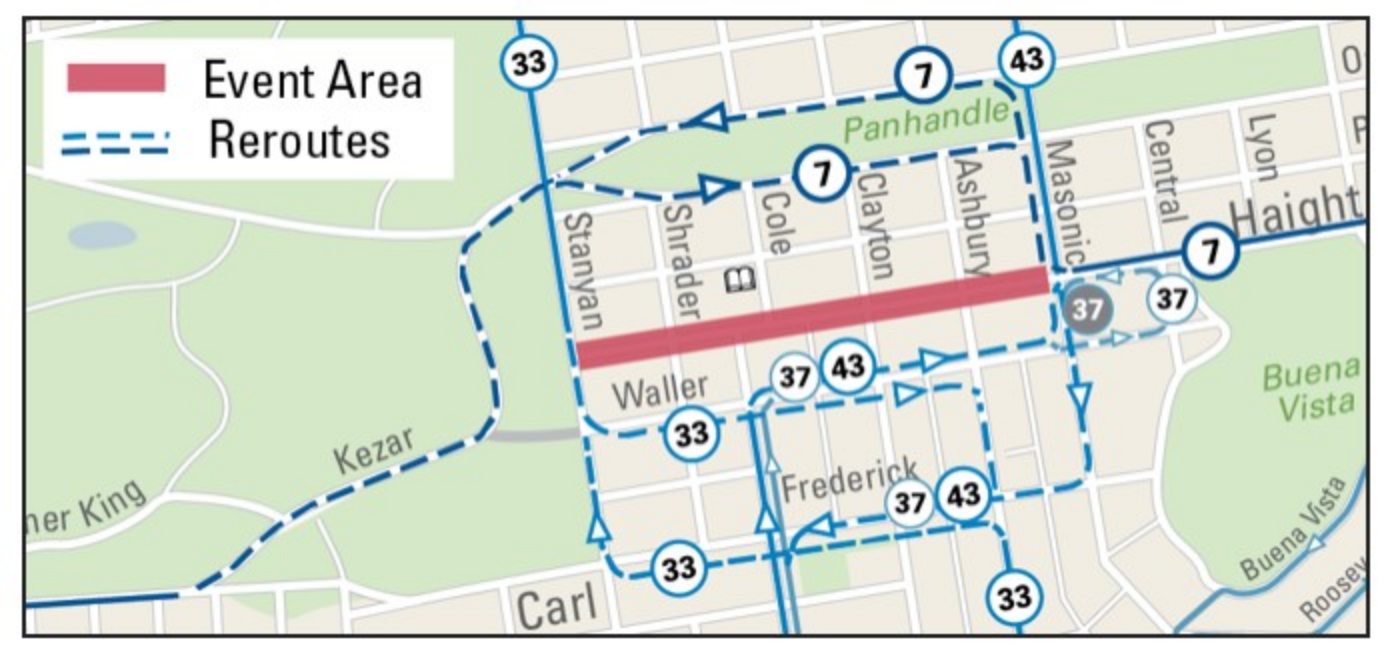 Event Area
Reroutes
33
43
7
Panhandle
7
Stanyan
Shrader
Cole
Clayton
Ashbury
Masonic
Central
Lyon
O
Haight
7
37
37
37
43
Waller
33
Buena
Vista
Kezar
Frederick
37
43
ner King
33
33
Carl
Buena Vista
Roosev